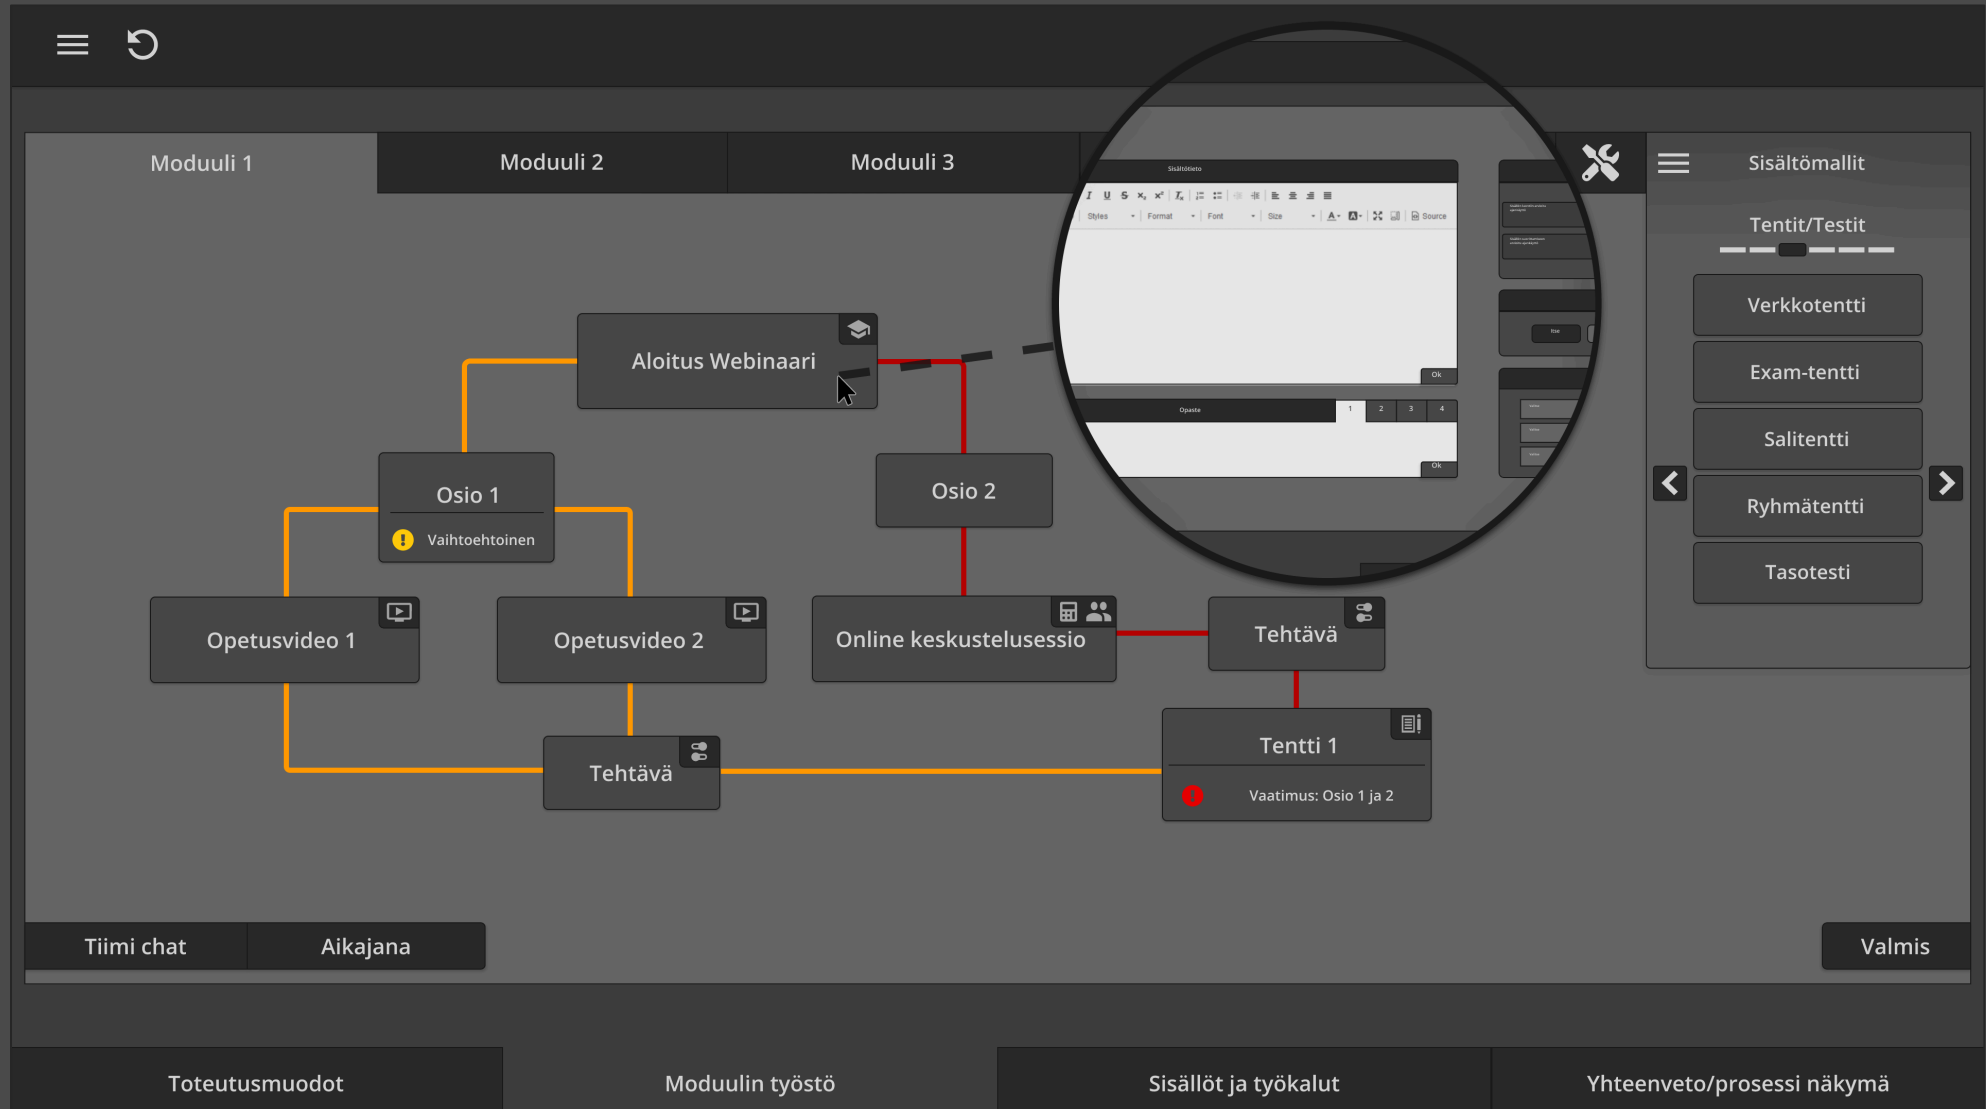 Moduuli 1
Moduuli 2
Moduuli 3
Sisältömallit
Tentit/Testit
Verkkotentti
Exam-tentti
Salitentti
Ryhmätentti
Tasotesti
Sisältötieto
Styles
Format
Font
Size
Source
Ok
Opaste
1
2
3
4
Ok
Itse
Aloitus Webinaari
Osio 1
Vaihtoehtoinen
Osio 2
Opetusvideo 1
Opetusvideo 2
Online keskustelusessio
Tehtävä
Tehtävä
Tentti 1
Vaatimus: Osio 1 ja 2
Tiimi chat
Aikajana
Valmis
Toteutusmuodot
Moduulin työstö
Sisällöt ja työkalut
Yhteenveto/prosessi näkymä